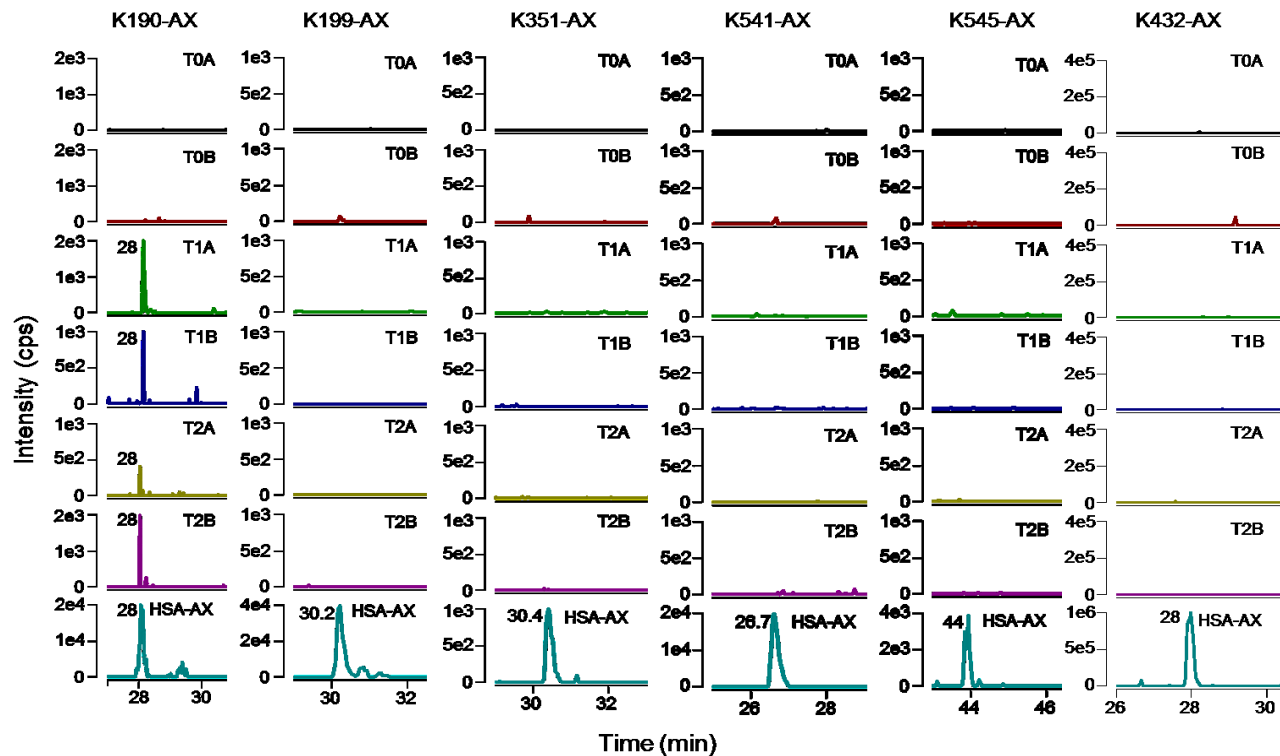 K190-AX K199-AX K351-AX K541-AX K545-AX K432-AX
2e3 1e3 0 T0A 1e3 5e2 0 T0A 1e3 5e2 0 T0A 1e3 5e2 0 T0A 1e3 5e2 0 T0A 4e5 2e5 0 T0A
2e3 1e3 0 T0B 1e3 5e2 0 T0B 1e3 5e2 0 T0B 1e3 5e2 0 T0B 1e3 5e2 0 T0B 4e5 2e5 0 T0B
2e3 1e3 0 28 T1A 1e3 5e2 0 T1A 1e3 5e2 0 T1A 1e3 5e2 0 T1A 1e3 5e2 0 T1A 4e5 2e5 0 T1A
1e3 5e2 0 28 T1B 1e3 5e2 0 T1B 1e3 5e2 0 T1B 1e3 5e2 0 T1B 1e3 5e2 0 T1B 4e5 2e5 0 T1B
1e3 5e2 0 28 T2A 1e3 5e2 0 T2A 1e3 5e2 0 T2A 1e3 5e2 0 T2A 1e3 5e2 0 T2A 4e5 2e5 0 T2A
2e3 1e3 0 28 T2B 1e3 5e2 0 T2B 1e3 5e2 0 T2B 1e3 5e2 0 T2B 1e3 5e2 0 T2B 4e5 2e5 0 T2B
2e4 1e4 0 28 HSA-AX 4e4 2e4 0 30.2 HSA-AX 1e3 5e2 0 30.4 HSA-AX 2e4 1e4 0 26.7 HSA-AX 4e3 2e3 0 44 HSA-AX 1e6 5e5 0 28 HSA-AX
28 30 30 32 30 32 26 28 44 46 26 28 30
Intensity (cps)
Time (min)